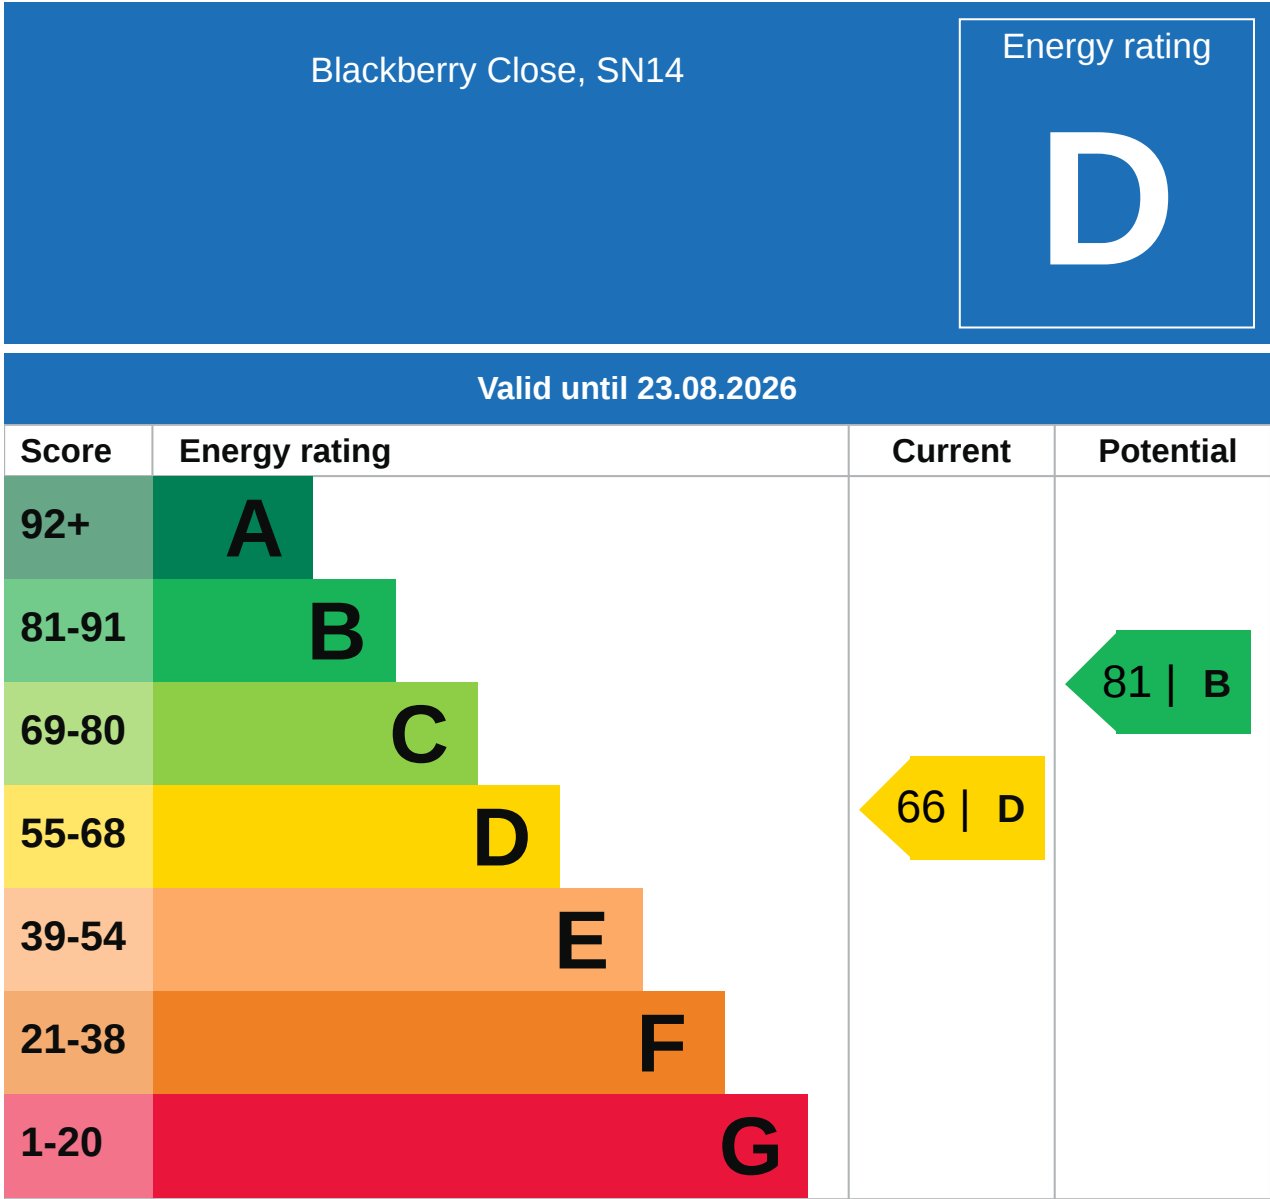 Blackberry Close, SN14
Energy rating
D
Valid until 23.08.2026
Score Energy rating Current Potential
92+ A
81-91 B
81 | B
69-80 C
55-68 D
66 | D
39-54 E
21-38 F
1-20 G